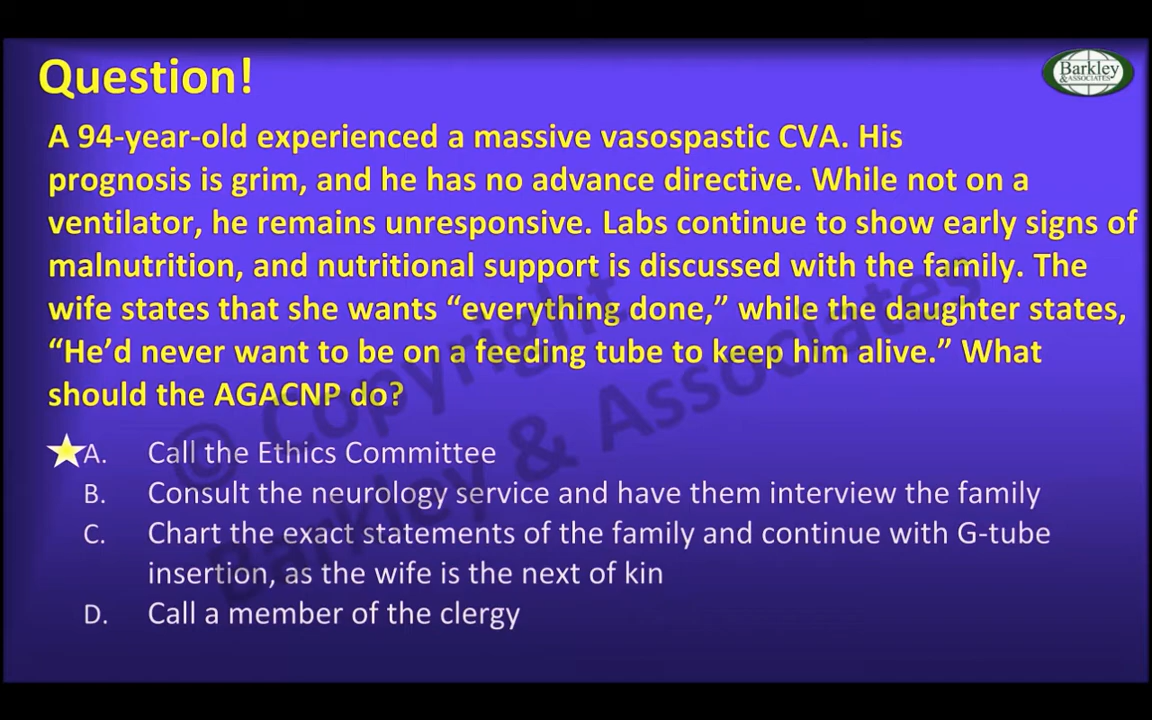 Question!
Barkley
& ASSOCIATES
A 94-year-old experienced a massive vasospastic CVA. His
prognosis is grim, and he has no advance directive. While not on a
ventilator, he remains unresponsive. Labs continue to show early signs of
malnutrition, and nutritional support is discussed with the family. The
wife states that she wants “everything done,” while the daughter states,
“He’d never want to be on a feeding tube to keep him alive.” What
should the AGACNP do?
A. Call the Ethics Committee
B. Consult the neurology service and have them interview the family
C. Chart the exact statements of the family and continue with G-tube
insertion, as the wife is the next of kin
D. Call a member of the clergy
© Copyright
Barkley & Associates